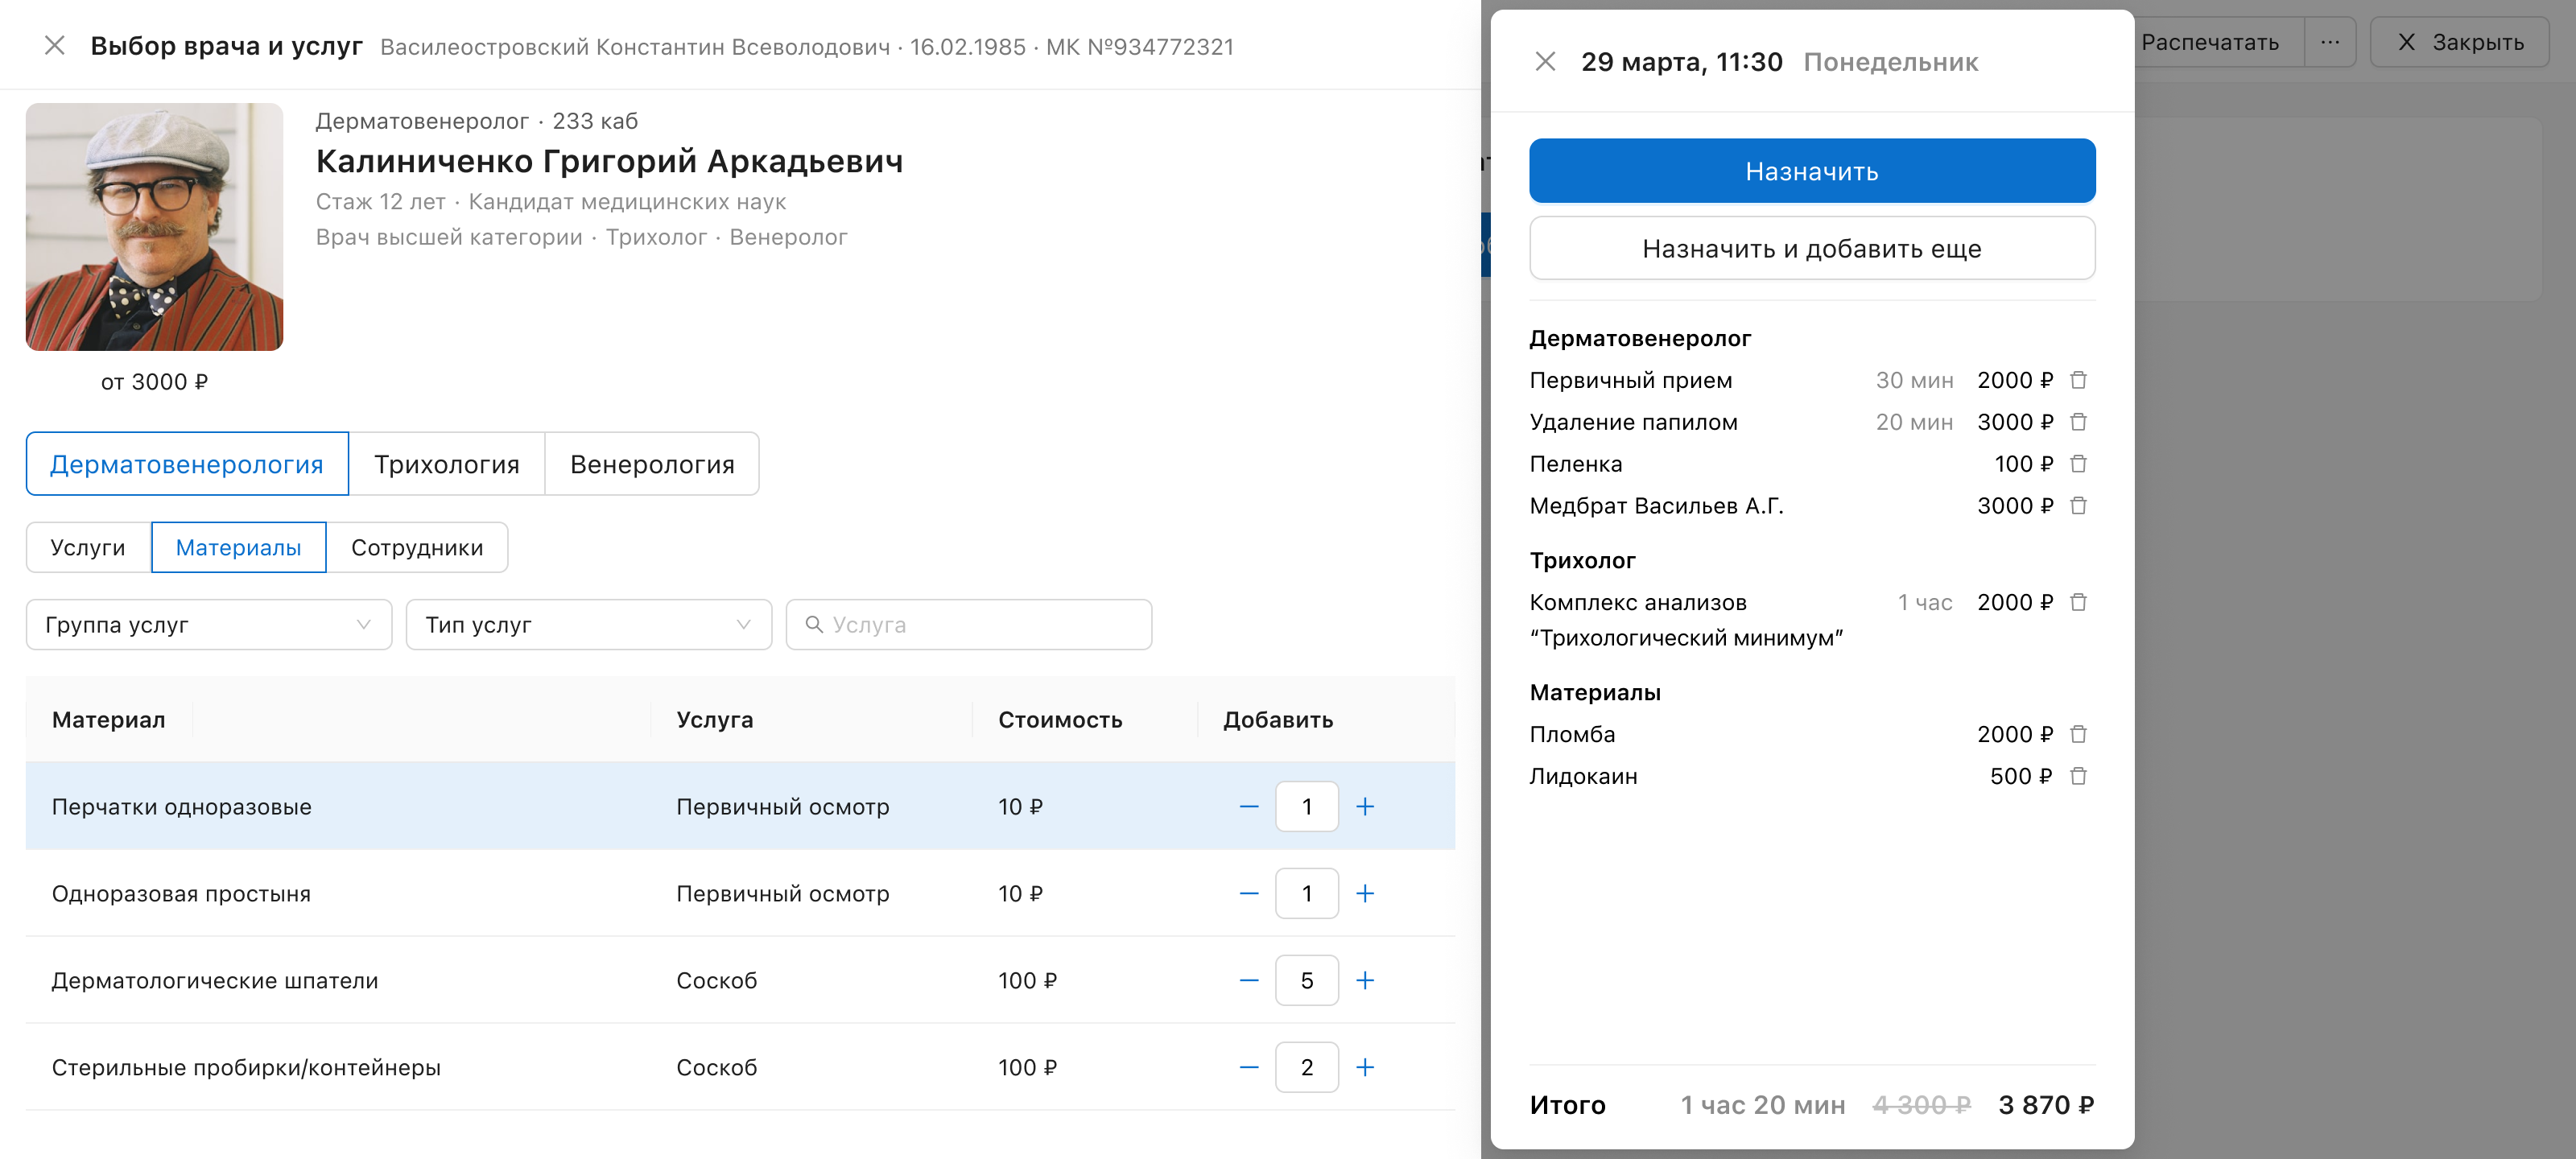 Выбор врача и услуг Василеостровский Константин Всеволодович · 16.02.1985 · МК №934772321
Дерматовенеролог · 233 каб
Калиниченко Григорий Аркадьевич
Стаж 12 лет · Кандидат медицинских наук
Врач высшей категории · Трихолог · Венеролог
от 3000 ₽
Дерматовенерология Трихология Венерология
Услуги Материалы Сотрудники
Группа услуг Тип услуг Услуга
Материал Услуга Стоимость Добавить
Перчатки одноразовые Первичный осмотр 10 ₽ − 1 +
Одноразовая простыня Первичный осмотр 10 ₽ − 1 +
Дерматологические шпатели Соскоб 100 ₽ − 5 +
Стерильные пробирки/контейнеры Соскоб 100 ₽ − 2 +
29 марта, 11:30 Понедельник
Назначить
Назначить и добавить еще
Дерматовенеролог
Первичный прием 30 мин 2000 ₽
Удаление папилом 20 мин 3000 ₽
Пеленка 100 ₽
Медбрат Васильев А.Г. 3000 ₽
Трихолог
Комплекс анализов 1 час 2000 ₽
“Трихологический минимум”
Материалы
Пломба 2000 ₽
Лидокаин 500 ₽
Итого 1 час 20 мин 4 300 ₽ 3 870 ₽
Распечатать ··· Закрыть